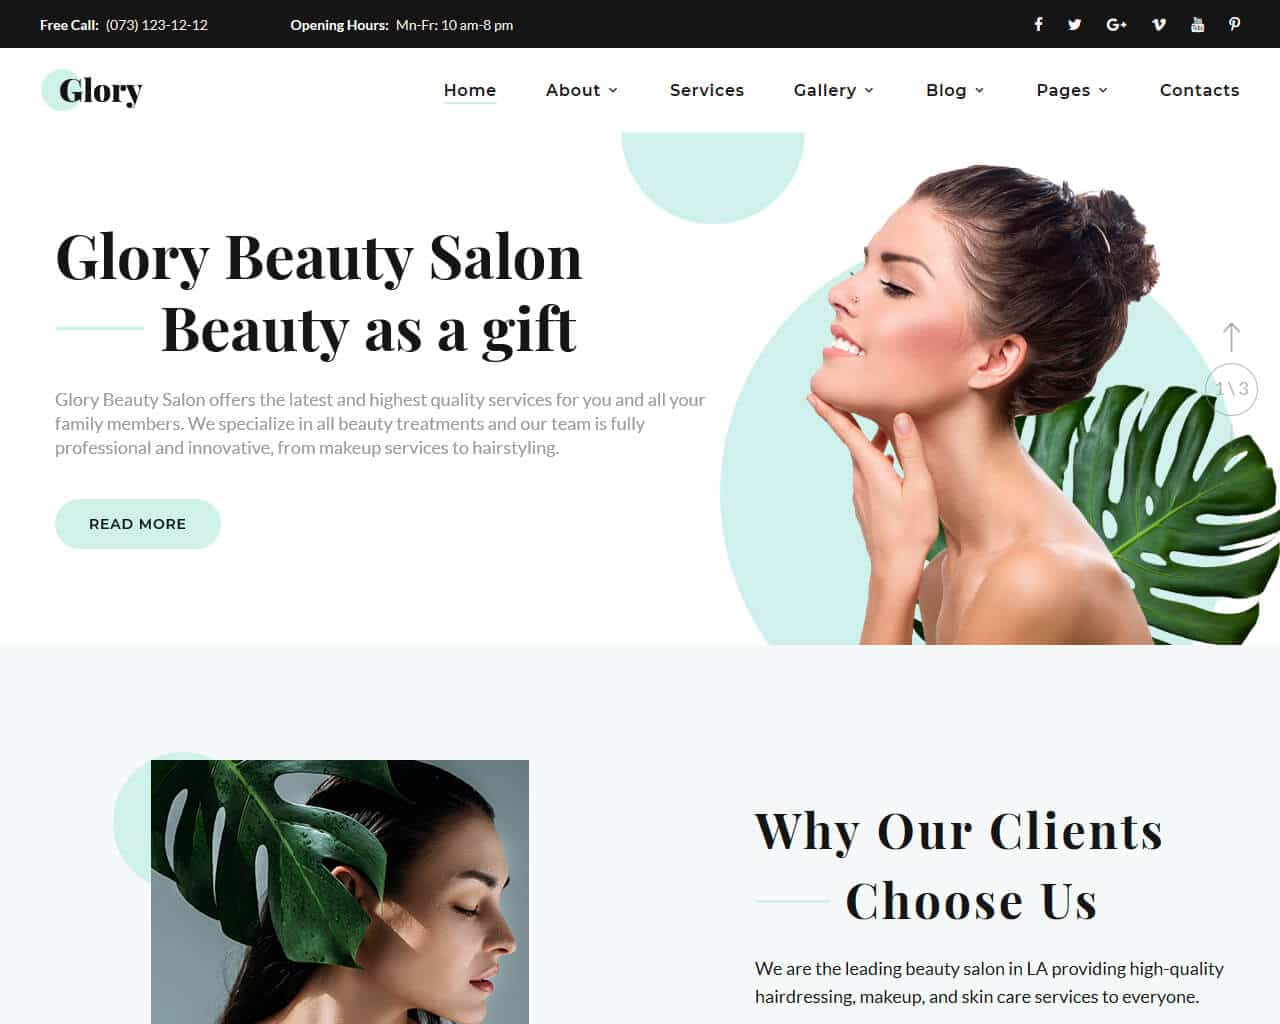 Free Call: (073) 123-12-12 Opening Hours: Mn-Fr: 10 am-8 pm
Glory
Home About Services Gallery Blog Pages Contacts
Glory Beauty Salon
Beauty as a gift
Glory Beauty Salon offers the latest and highest quality services for you and all your
family members. We specialize in all beauty treatments and our team is fully
professional and innovative, from makeup services to hairstyling.
READ MORE
1\3
Why Our Clients
Choose Us
We are the leading beauty salon in LA providing high-quality
hairdressing, makeup, and skin care services to everyone.